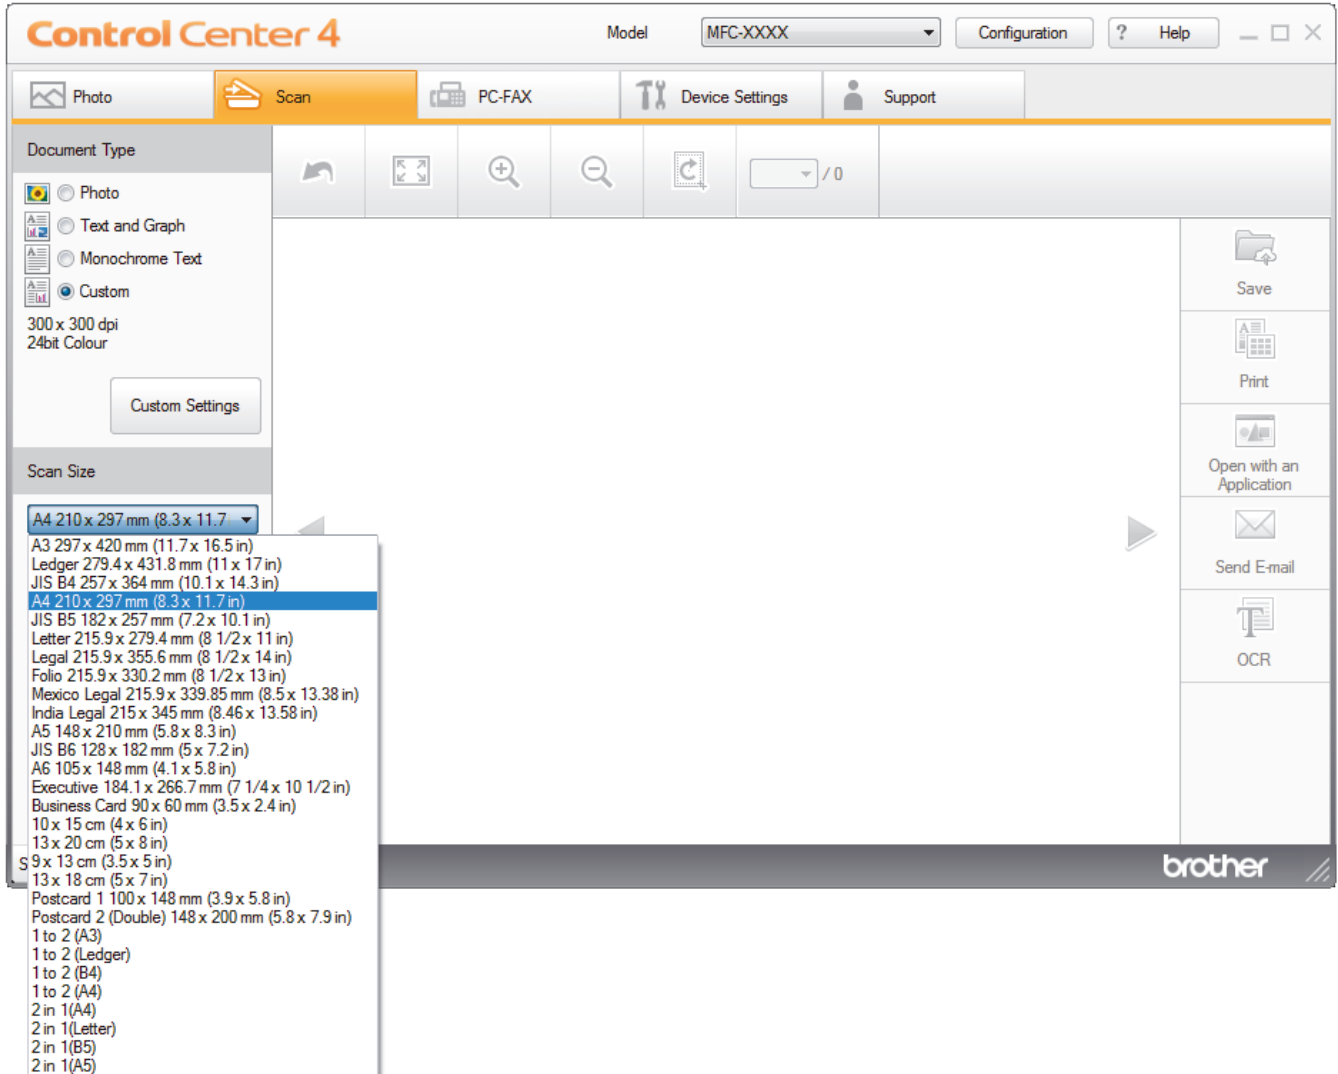 Control Center 4
Model
MFC-XXXX
Configuration
? Help
Photo
Scan
PC-FAX
Device Settings
Support
Document Type
Photo
Text and Graph
Monochrome Text
Custom
300 x 300 dpi
24bit Colour
Custom Settings
Scan Size
A4 210 x 297 mm (8.3 x 11.7
A3 297 x 420 mm (11.7 x 16.5 in)
Ledger 279.4 x 431.8 mm (11 x 17 in)
JIS B4 257 x 364 mm (10.1 x 14.3 in)
A4 210 x 297 mm (8.3 x 11.7 in)
JIS B5 182 x 257 mm (7.2 x 10.1 in)
Letter 215.9 x 279.4 mm (8 1/2 x 11 in)
Legal 215.9 x 355.6 mm (8 1/2 x 14 in)
Folio 215.9 x 330.2 mm (8 1/2 x 13 in)
Mexico Legal 215.9 x 339.85 mm (8.5 x 13.38 in)
India Legal 215 x 345 mm (8.46 x 13.58 in)
A5 148 x 210 mm (5.8 x 8.3 in)
JIS B6 128 x 182 mm (5 x 7.2 in)
A6 105 x 148 mm (4.1 x 5.8 in)
Executive 184.1 x 266.7 mm (7 1/4 x 10 1/2 in)
Business Card 90 x 60 mm (3.5 x 2.4 in)
10 x 15 cm (4 x 6 in)
13 x 20 cm (5 x 8 in)
9 x 13 cm (3.5 x 5 in)
13 x 18 cm (5 x 7 in)
Postcard 1 100 x 148 mm (3.9 x 5.8 in)
Postcard 2 (Double) 148 x 200 mm (5.8 x 7.9 in)
1 to 2 (A3)
1 to 2 (Ledger)
1 to 2 (B4)
1 to 2 (A4)
2 in 1(A4)
2 in 1(Letter)
2 in 1(B5)
2 in 1(A5)
/ 0
Save
Print
Open with an
Application
Send E-mail
OCR
S
brother